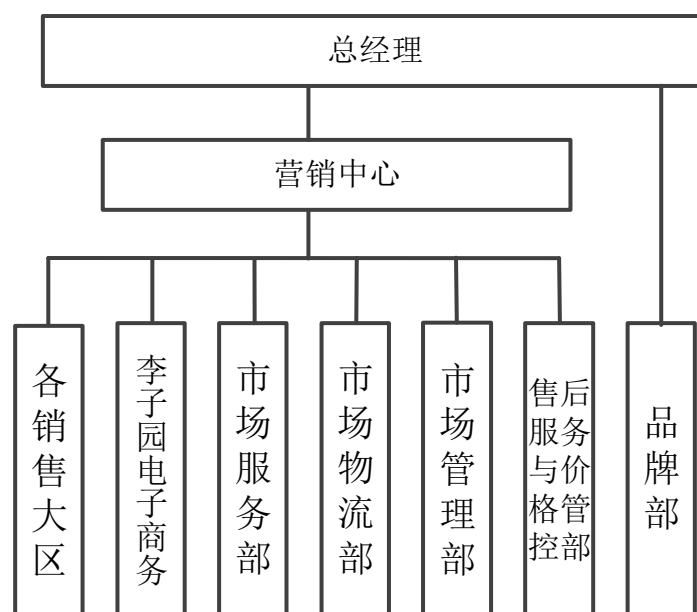 总经理
营销中心
各销售大区
李子园电子商务
市场服务部
市场物流部
市场管理部
售后服务与价格管控部
品牌部